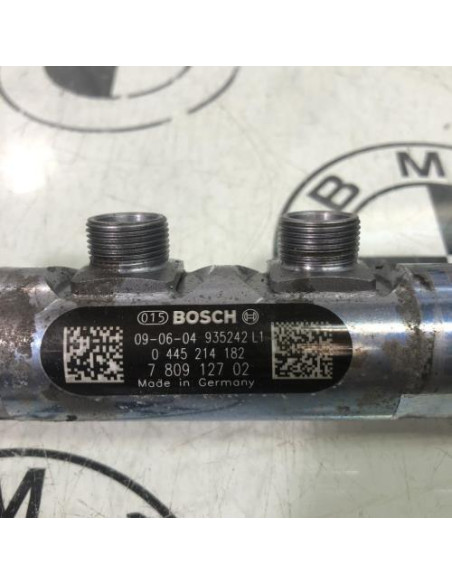 B M
015 BOSCH
09-06-04 935242 L1
0 445 214 182
7 809 127 02
Made in Germany
M